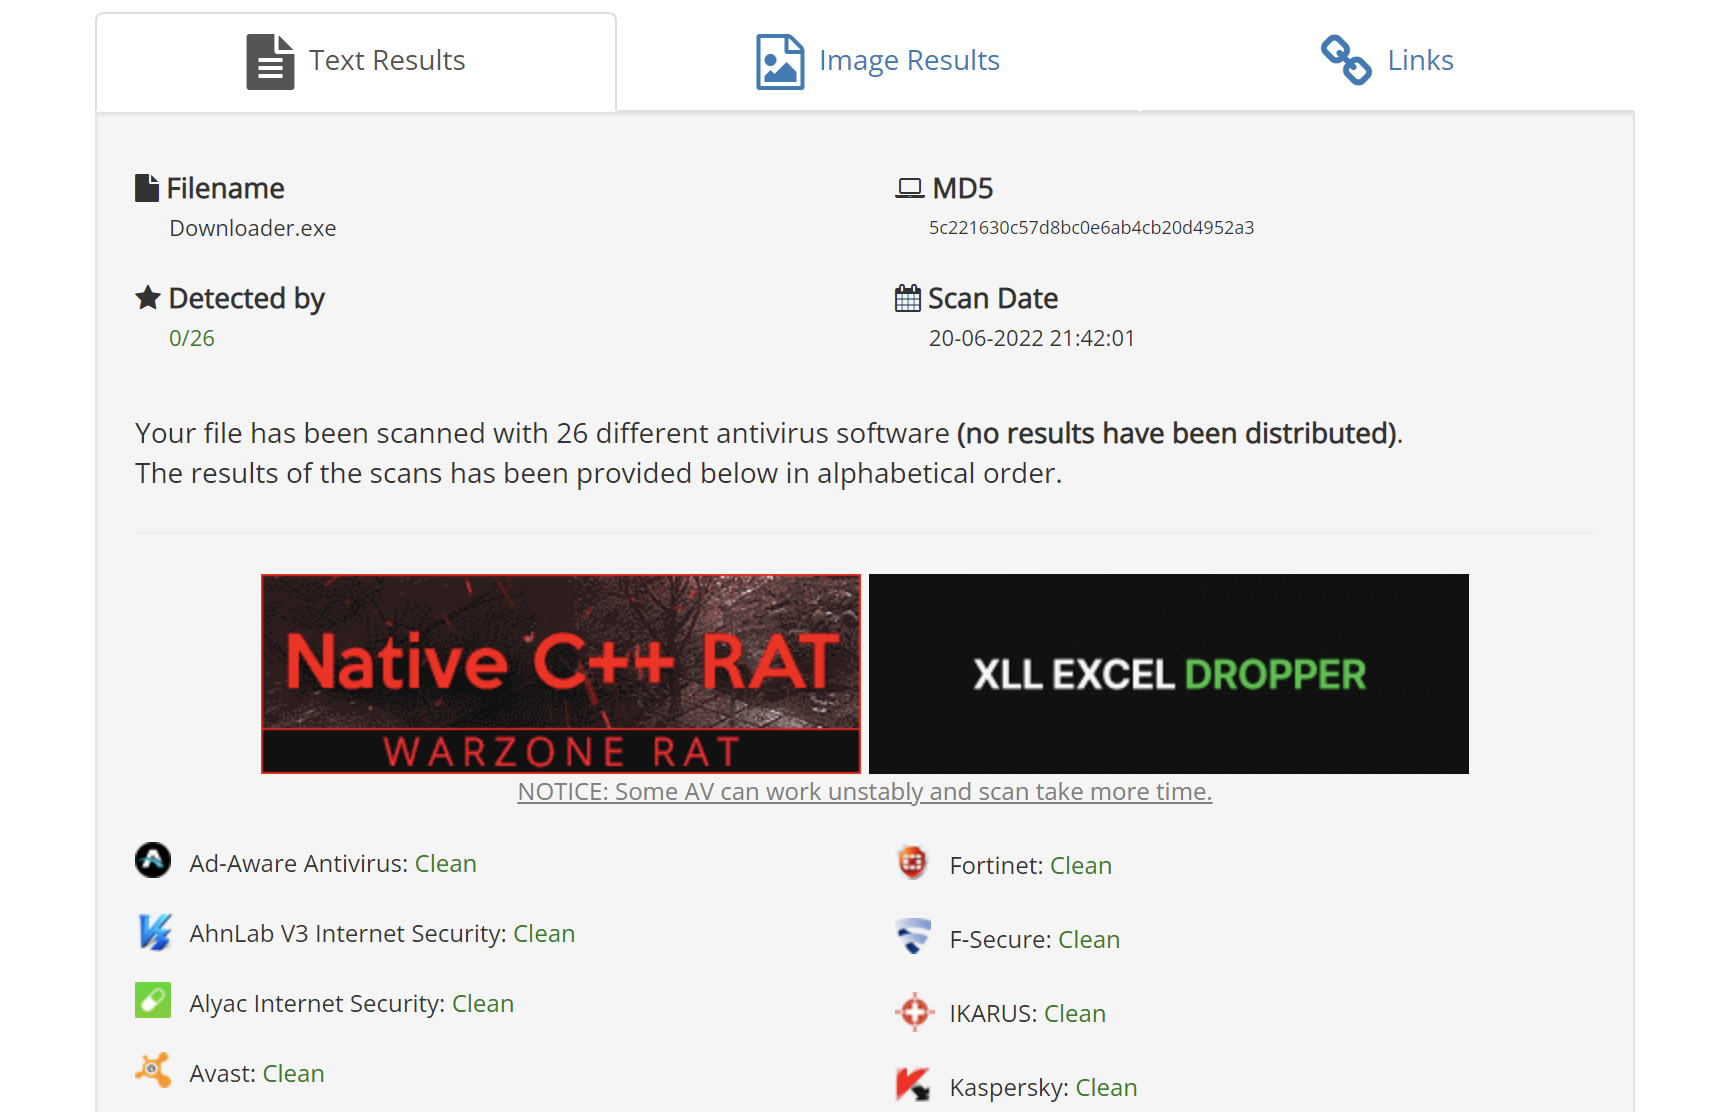 Text Results
Image Results
Links
Filename
Downloader.exe
MD5
5c221630c57d8bc0e6ab4cb20d4952a3
Detected by
0/26
Scan Date
20-06-2022 21:42:01
Your file has been scanned with 26 different antivirus software (no results have been distributed).
The results of the scans has been provided below in alphabetical order.
Native C++ RAT
WARZONE RAT
XLL EXCEL DROPPER
NOTICE: Some AV can work unstably and scan take more time.
Ad-Aware Antivirus: Clean
AhnLab V3 Internet Security: Clean
Alyac Internet Security: Clean
Avast: Clean
Fortinet: Clean
F-Secure: Clean
IKARUS: Clean
Kaspersky: Clean